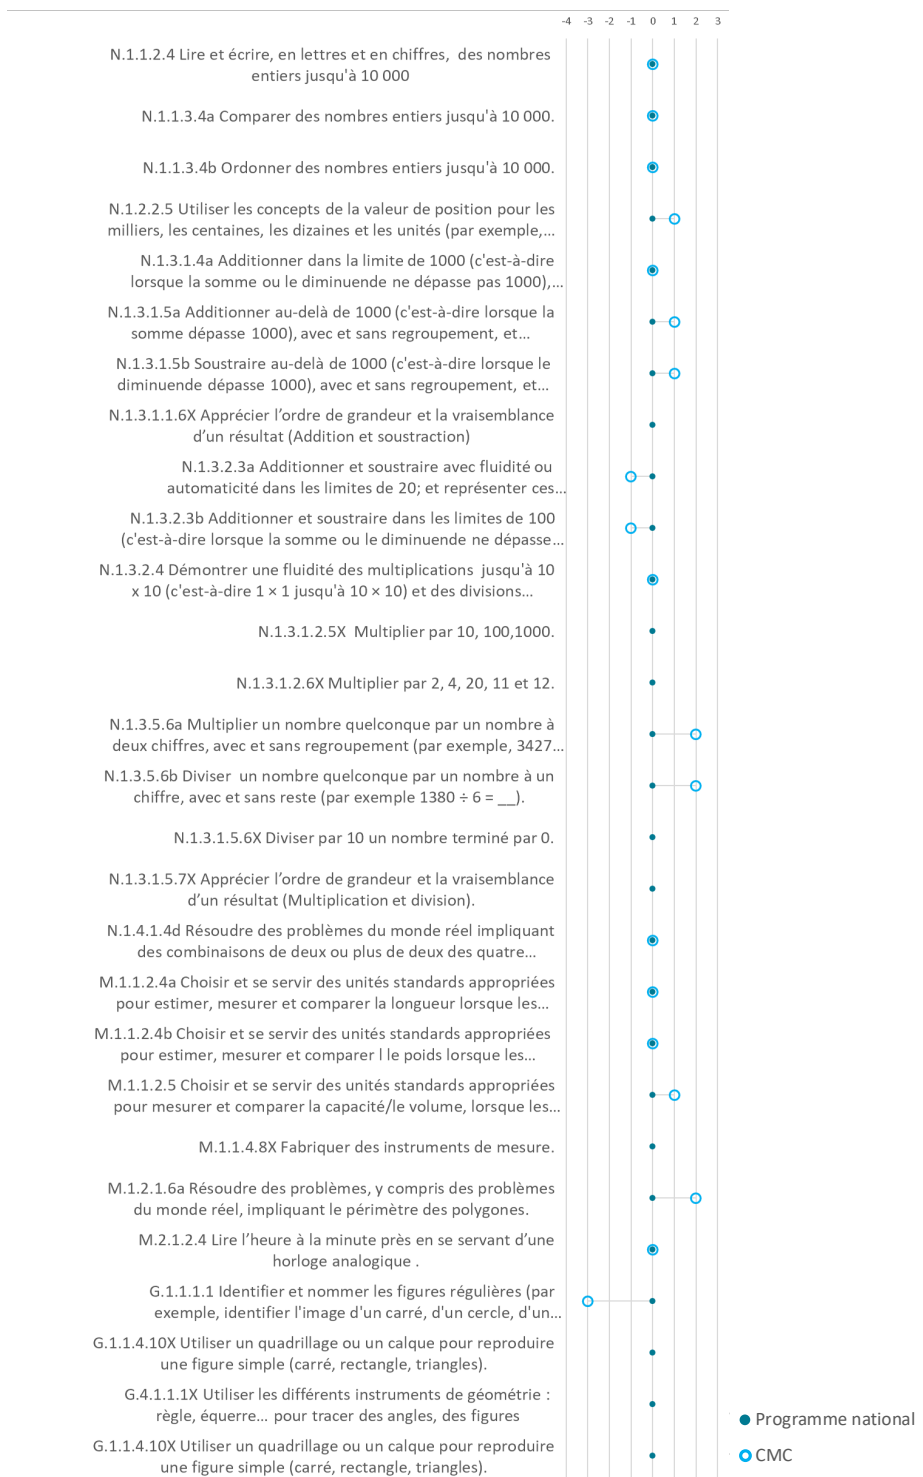 -4 -3 -2 -1 0 1 2 3
N.1.1.2.4 Lire et écrire, en lettres et en chiffres, des nombres
entiers jusqu'à 10 000
N.1.1.3.4a Comparer des nombres entiers jusqu'à 10 000.
N.1.1.3.4b Ordonner des nombres entiers jusqu'à 10 000.
N.1.2.2.5 Utiliser les concepts de la valeur de position pour les
milliers, les centaines, les dizaines et les unités (par exemple,...
N.1.3.1.4a Additionner dans la limite de 1000 (c'est-à-dire
lorsque la somme ou le diminuende ne dépasse pas 1000),...
N.1.3.1.5a Additionner au-delà de 1000 (c'est-à-dire lorsque la
somme dépasse 1000), avec et sans regroupement, et...
N.1.3.1.5b Soustraire au-delà de 1000 (c'est-à-dire lorsque le
diminuende dépasse 1000), avec et sans regroupement, et...
N.1.3.1.1.6X Apprécier l’ordre de grandeur et la vraisemblance
d’un résultat (Addition et soustraction)
N.1.3.2.3a Additionner et soustraire avec fluidité ou
automaticité dans les limites de 20; et représenter ces...
N.1.3.2.3b Additionner et soustraire dans les limites de 100
(c'est-à-dire lorsque la somme ou le diminuende ne dépasse...
N.1.3.2.4 Démontrer une fluidité des multiplications jusqu'à 10
x 10 (c'est-à-dire 1 × 1 jusqu'à 10 × 10) et des divisions...
N.1.3.1.2.5X Multiplier par 10, 100,1000.
N.1.3.1.2.6X Multiplier par 2, 4, 20, 11 et 12.
N.1.3.5.6a Multiplier un nombre quelconque par un nombre à
deux chiffres, avec et sans regroupement (par exemple, 3427...
N.1.3.5.6b Diviser un nombre quelconque par un nombre à un
chiffre, avec et sans reste (par exemple 1380 ÷ 6 = __).
N.1.3.1.5.6X Diviser par 10 un nombre terminé par 0.
N.1.3.1.5.7X Apprécier l’ordre de grandeur et la vraisemblance
d’un résultat (Multiplication et division).
N.1.4.1.4d Résoudre des problèmes du monde réel impliquant
des combinaisons de deux ou plus de deux des quatre...
M.1.1.2.4a Choisir et se servir des unités standards appropriées
pour estimer, mesurer et comparer la longueur lorsque les...
M.1.1.2.4b Choisir et se servir des unités standards appropriées
pour estimer, mesurer et comparer l le poids lorsque les...
M.1.1.2.5 Choisir et se servir des unités standards appropriées
pour mesurer et comparer la capacité/le volume, lorsque les...
M.1.1.4.8X Fabriquer des instruments de mesure.
M.1.2.1.6a Résoudre des problèmes, y compris des problèmes
du monde réel, impliquant le périmètre des polygones.
M.2.1.2.4 Lire l’heure à la minute près en se servant d’une
horloge analogique .
G.1.1.1.1 Identifier et nommer les figures régulières (par
exemple, identifier l'image d'un carré, d'un cercle, d'un...
G.1.1.4.10X Utiliser un quadrillage ou un calque pour reproduire
une figure simple (carré, rectangle, triangles).
G.4.1.1.1X Utiliser les différents instruments de géométrie :
règle, équerre... pour tracer des angles, des figures
G.1.1.4.10X Utiliser un quadrillage ou un calque pour reproduire
une figure simple (carré, rectangle, triangles).
Programme national
CMC